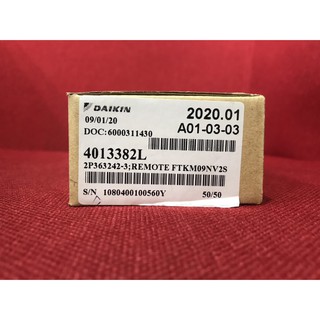 DAIKIN
2020.01
09/01/20
A01-03-03
DOC:6000311430
4013382L
2P363242-3;REMOTE FTKM09NV2S
S/N 1080400100560Y 50/50